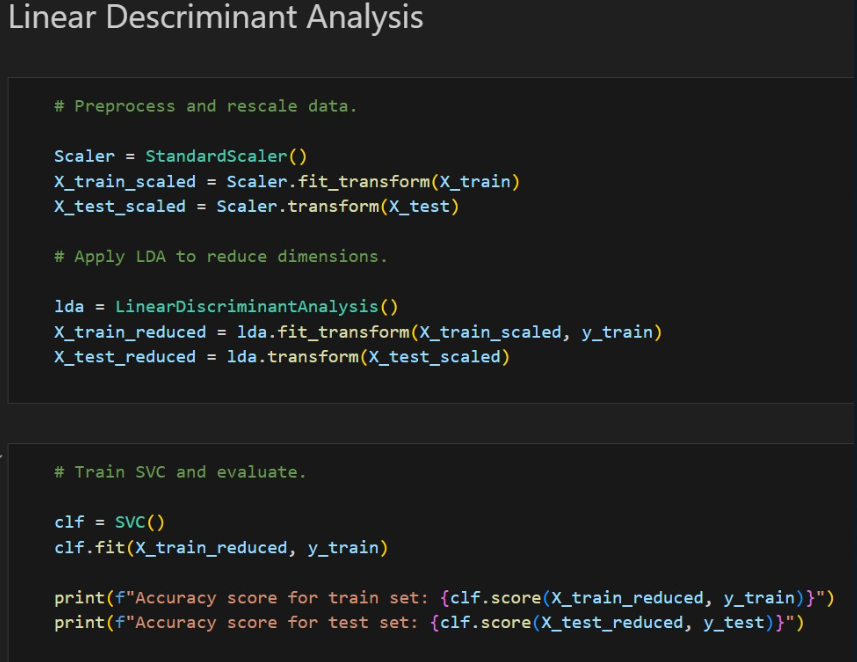 Linear Descriminant Analysis
# Preprocess and rescale data.
Scaler = StandardScaler()
X_train_scaled = Scaler.fit_transform(X_train)
X_test_scaled = Scaler.transform(X_test)
# Apply LDA to reduce dimensions.
lda = LinearDiscriminantAnalysis()
X_train_reduced = lda.fit_transform(X_train_scaled, y_train)
X_test_reduced = lda.transform(X_test_scaled)
# Train SVC and evaluate.
clf = SVC()
clf.fit(X_train_reduced, y_train)
print(f"Accuracy score for train set: {clf.score(X_train_reduced, y_train)}")
print(f"Accuracy score for test set: {clf.score(X_test_reduced, y_test)}")